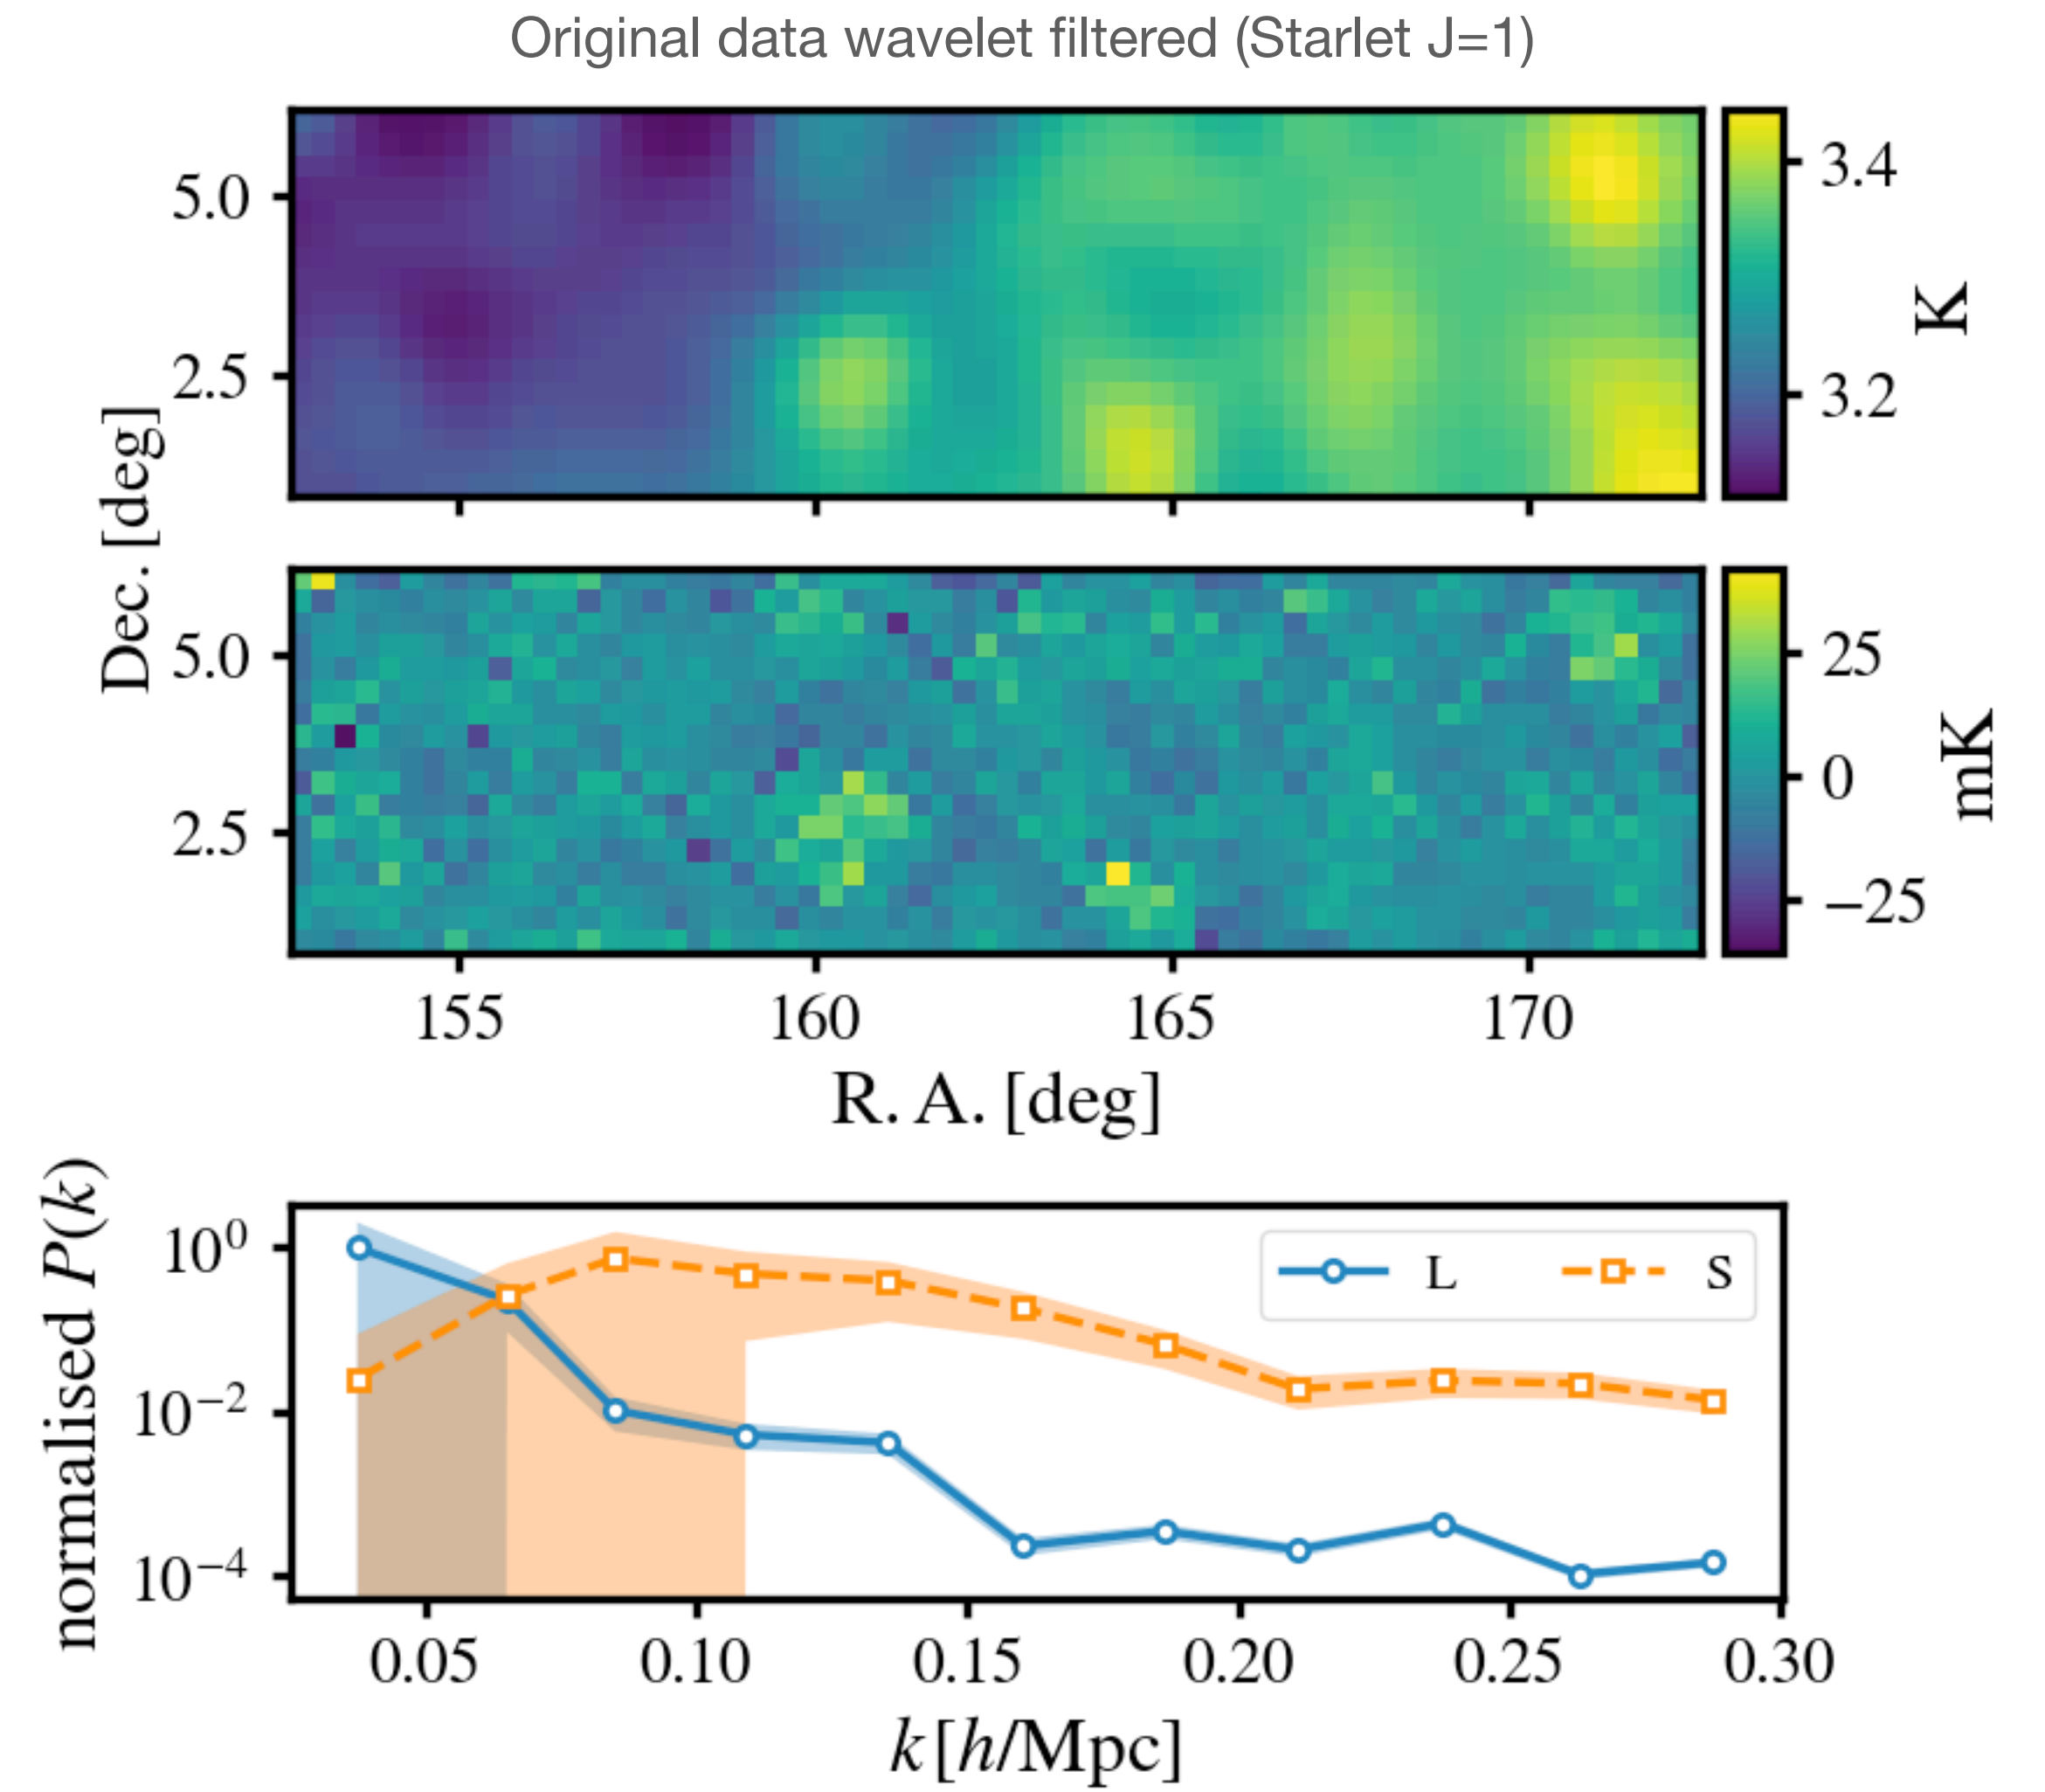 Original data wavelet filtered (Starlet J=1)
5.0
2.5
3.4
3.2
K
Dec. [deg]
5.0
2.5
25
0
−25
mK
155 160 165 170
R. A. [deg]
normalised P(k)
10⁰
10⁻²
10⁻⁴
L S
0.05 0.10 0.15 0.20 0.25 0.30
k [h/Mpc]